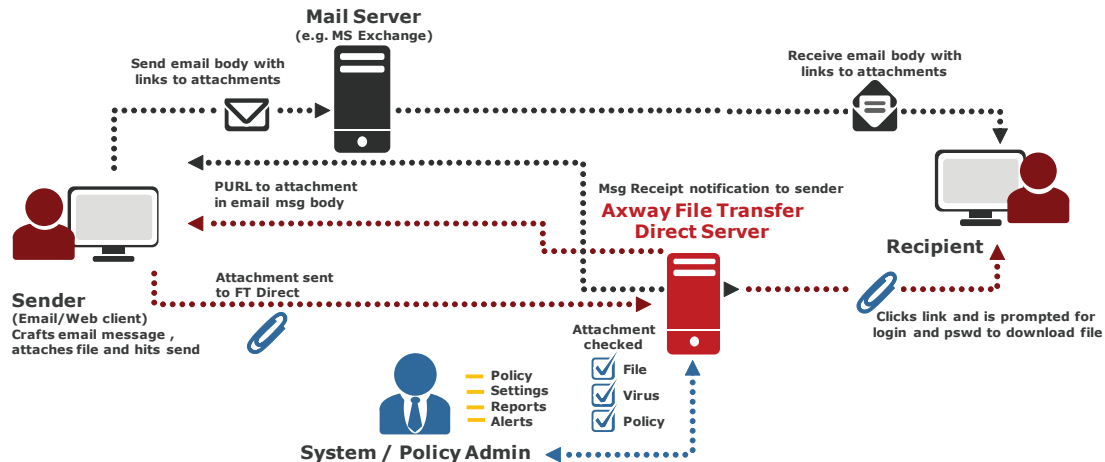 Mail Server
(e.g. MS Exchange)
Send email body with
links to attachments
Receive email body with
links to attachments
PURL to attachment
in email msg body
Msg Receipt notification to sender
Axway File Transfer
Direct Server
Recipient
Attachment sent
to FT Direct
Sender
(Email/Web client)
Crafts email message ,
attaches file and hits send
Clicks link and is prompted for
login and pswd to download file
Attachment
checked
File
Virus
Policy
Policy
Settings
Reports
Alerts
System / Policy Admin